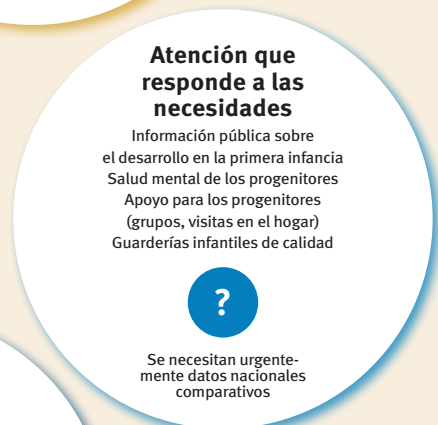 Atención que
responde a las
necesidades
Información pública sobre
el desarrollo en la primera infancia
Salud mental de los progenitores
Apoyo para los progenitores
(grupos, visitas en el hogar)
Guarderías infantiles de calidad
?
Se necesitan urgente-
mente datos nacionales
comparativos